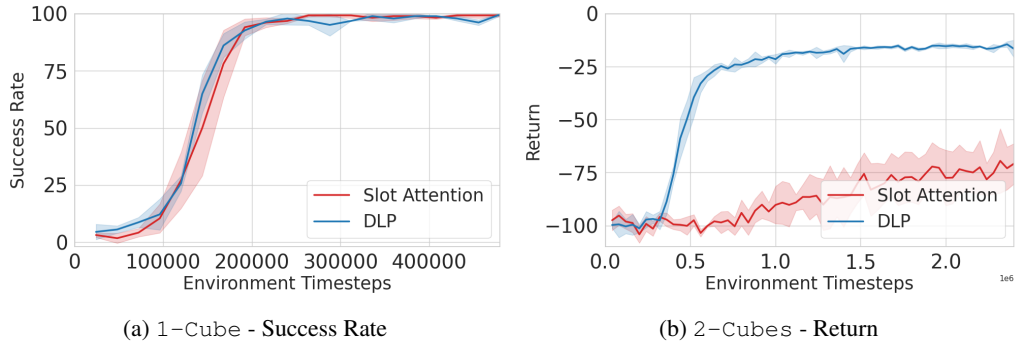 100
75
50
25
0
Success Rate
0
100000
200000
300000
400000
Environment Timesteps
Slot Attention
DLP
(a) 1-Cube - Success Rate
0
−25
−50
−75
−100
Return
0.0
0.5
1.0
1.5
2.0
1e6
Environment Timesteps
Slot Attention
DLP
(b) 2-Cubes - Return